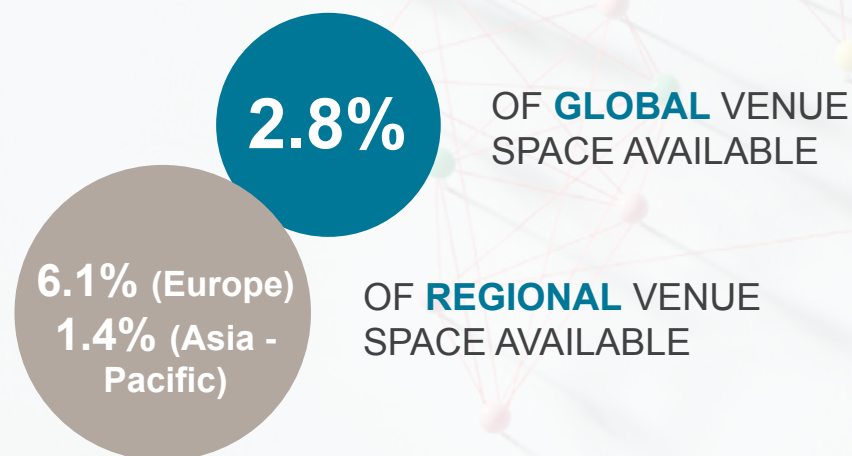 2.8%
OF GLOBAL VENUE
SPACE AVAILABLE
6.1% (Europe)
1.4% (Asia -
Pacific)
OF REGIONAL VENUE
SPACE AVAILABLE